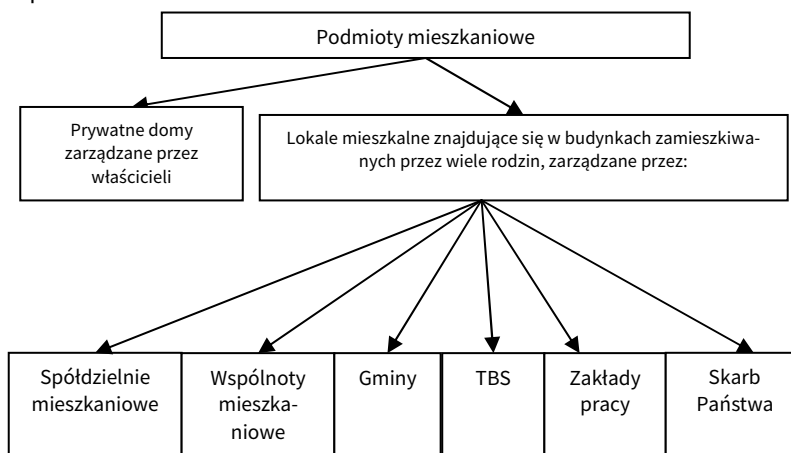 Podmioty mieszkaniowe
Prywatne domy
zarządzane przez
właścicieli
Lokale mieszkalne znajdujące się w budynkach zamieszkiwa-
nych przez wiele rodzin, zarządzane przez:
Spółdzielnie
mieszkaniowe
Wspólnoty
mieszka-
niowe
Gminy
TBS
Zakłady
pracy
Skarb
Państwa